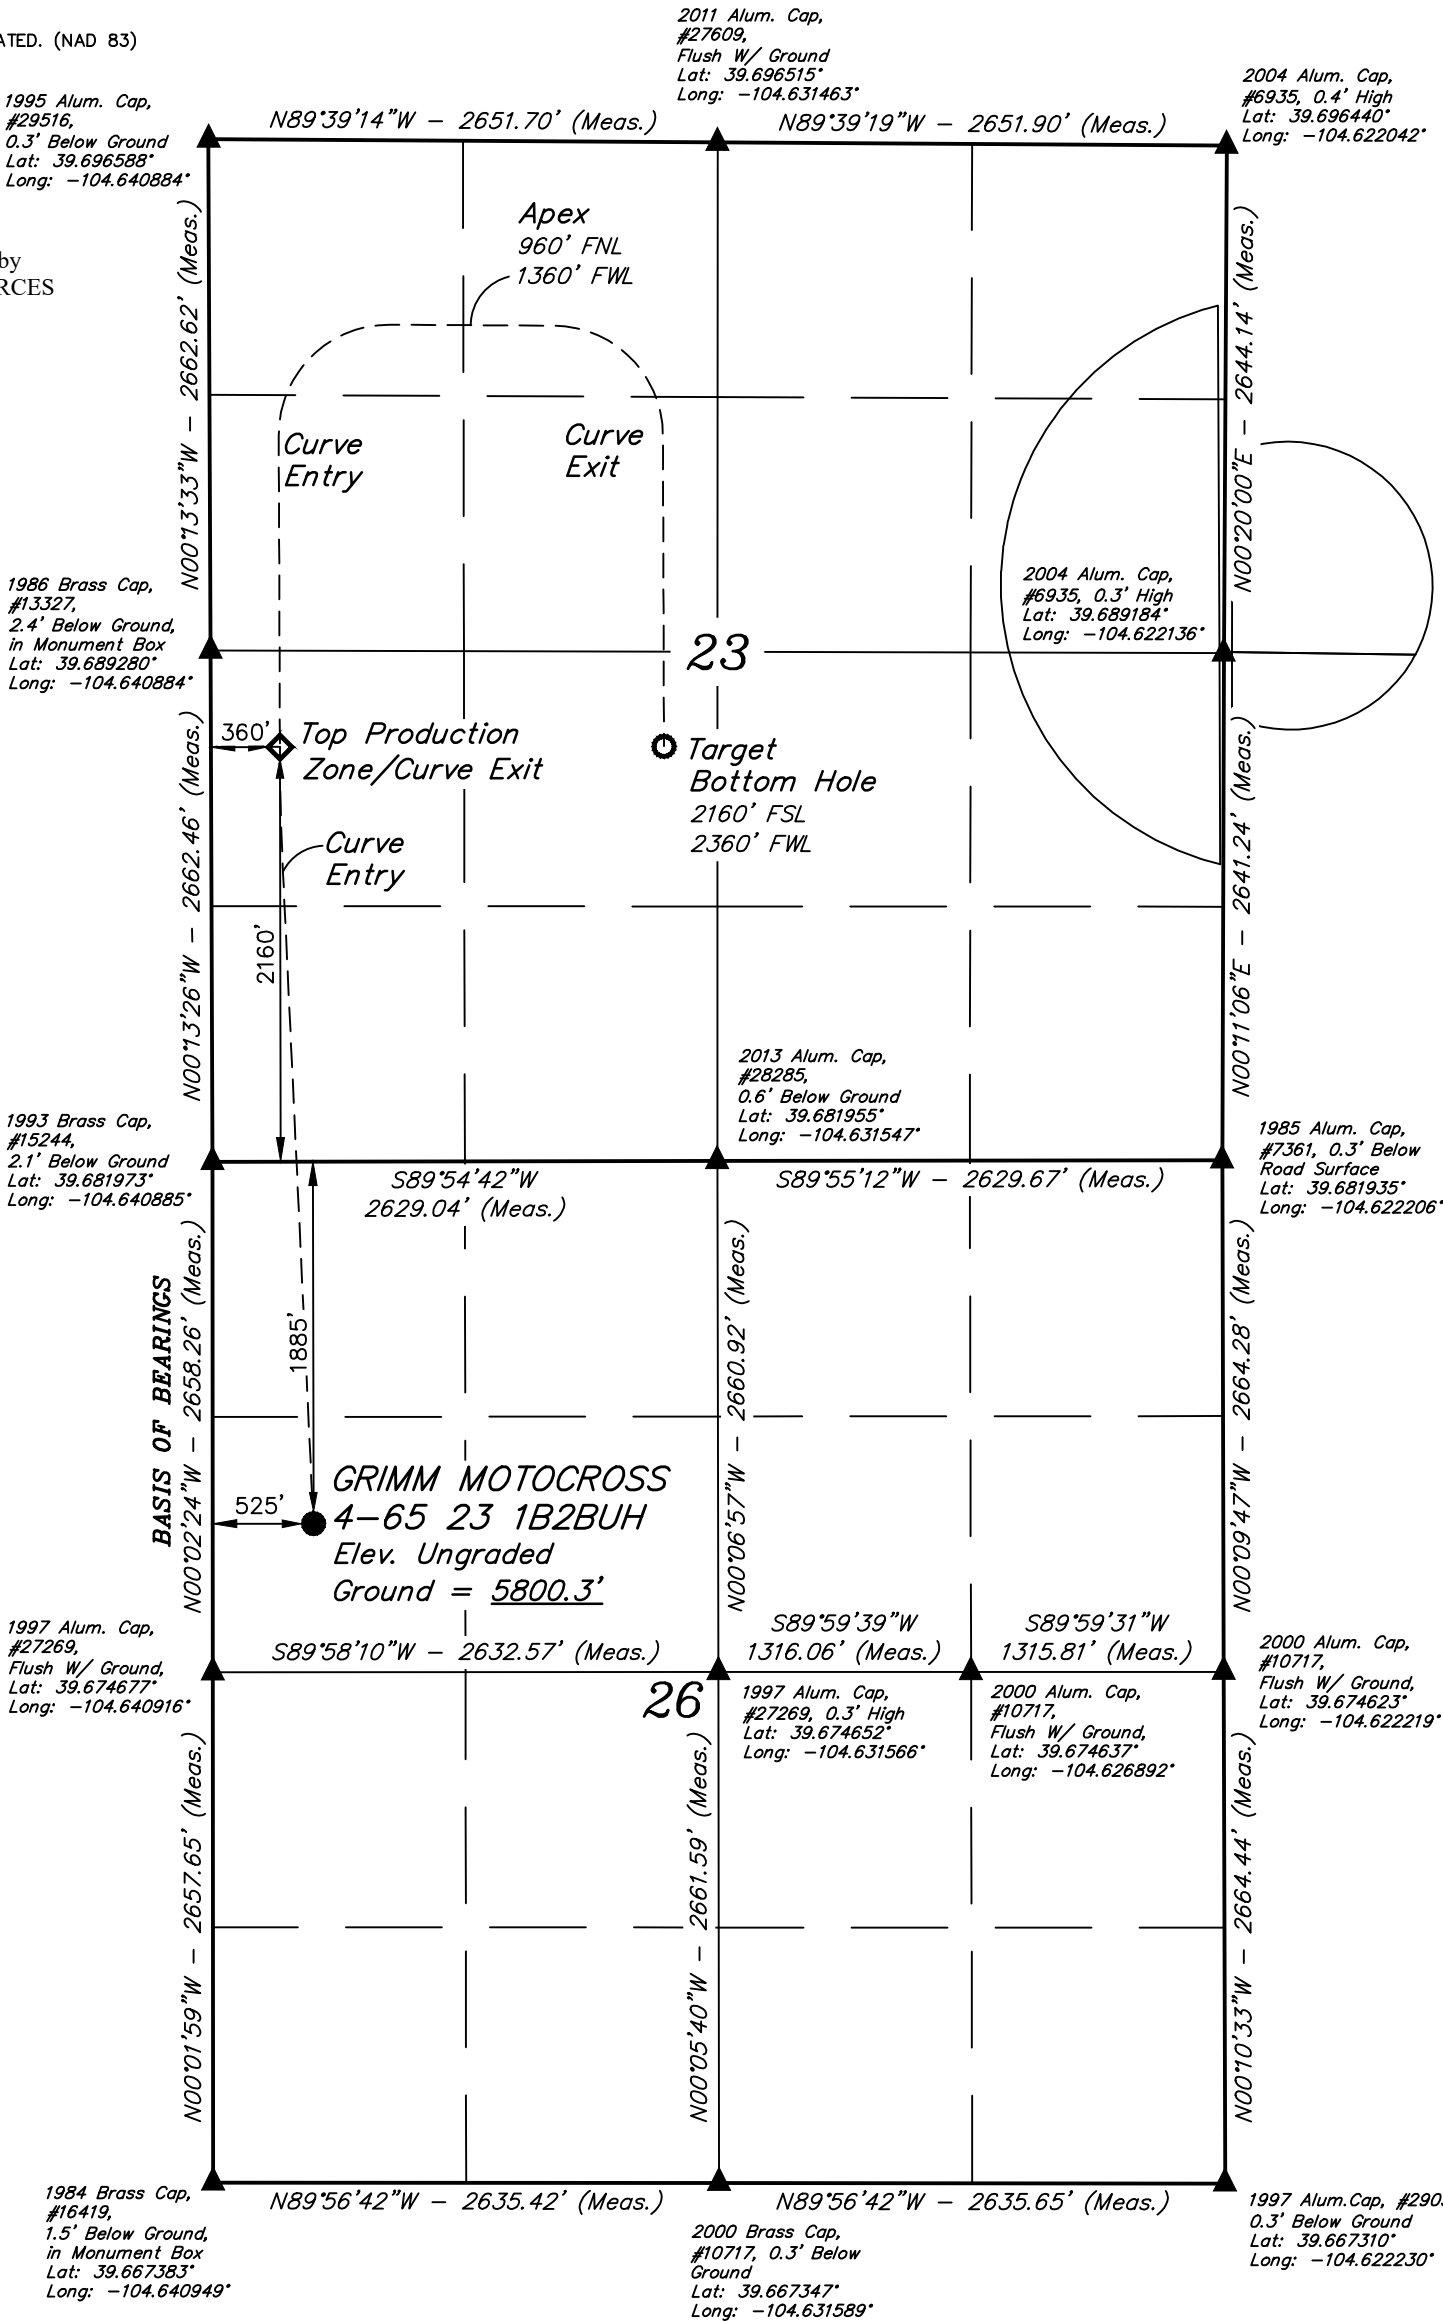 ATED. (NAD 83)
by
RCES
2011 Alum. Cap,
#27609,
Flush W/ Ground
Lat: 39.696515°
Long: -104.631463°
1995 Alum. Cap,
#29516,
0.3' Below Ground
Lat: 39.696588°
Long: -104.640884°
2004 Alum. Cap,
#6935, 0.4' High
Lat: 39.696440°
Long: -104.622042°
N89°39'14"W - 2651.70' (Meas.)
N89°39'19"W - 2651.90' (Meas.)
Apex
960' FNL
1360' FWL
N00°13'33"W - 2662.62' (Meas.)
N00°20'00"E - 2644.14' (Meas.)
Curve
Entry
Curve
Exit
1986 Brass Cap,
#13327,
2.4' Below Ground,
in Monument Box
Lat: 39.689280°
Long: -104.640884°
2004 Alum. Cap,
#6935, 0.3' High
Lat: 39.689184°
Long: -104.622136°
23
360'
Top Production
Zone/Curve Exit
Target
Bottom Hole
2160' FSL
2360' FWL
Curve
Entry
2160'
N00°13'26"W - 2662.46' (Meas.)
N00°11'06"E - 2641.24' (Meas.)
2013 Alum. Cap,
#28285,
0.6' Below Ground
Lat: 39.681955°
Long: -104.631547°
1993 Brass Cap,
#15244,
2.1' Below Ground
Lat: 39.681973°
Long: -104.640885°
1985 Alum. Cap,
#7361, 0.3' Below
Road Surface
Lat: 39.681935°
Long: -104.622206°
S89°54'42"W
2629.04' (Meas.)
S89°55'12"W - 2629.67' (Meas.)
BASIS OF BEARINGS
N00°02'24"W - 2658.26' (Meas.)
1885'
N00°06'57"W - 2660.92' (Meas.)
N00°09'47"W - 2664.28' (Meas.)
525'
GRIMM MOTOCROSS
4-65 23 1B2BUH
Elev. Ungraded
Ground = 5800.3'
1997 Alum. Cap,
#27269,
Flush W/ Ground,
Lat: 39.674677°
Long: -104.640916°
S89°58'10"W - 2632.57' (Meas.)
S89°59'39"W
1316.06' (Meas.)
S89°59'31"W
1315.81' (Meas.)
2000 Alum. Cap,
#10717,
Flush W/ Ground,
Lat: 39.674623°
Long: -104.622219°
26
1997 Alum. Cap,
#27269, 0.3' High
Lat: 39.674652°
Long: -104.631566°
2000 Alum. Cap,
#10717,
Flush W/ Ground,
Lat: 39.674637°
Long: -104.626892°
N00°01'59"W - 2657.65' (Meas.)
N00°05'40"W - 2661.59' (Meas.)
N00°10'33"W - 2664.44' (Meas.)
1984 Brass Cap,
#16419,
1.5' Below Ground,
in Monument Box
Lat: 39.667383°
Long: -104.640949°
N89°56'42"W - 2635.42' (Meas.)
N89°56'42"W - 2635.65' (Meas.)
2000 Brass Cap,
#10717, 0.3' Below
Ground
Lat: 39.667347°
Long: -104.631589°
1997 Alum.Cap, #290
0.3' Below Ground
Lat: 39.667310°
Long: -104.622230°